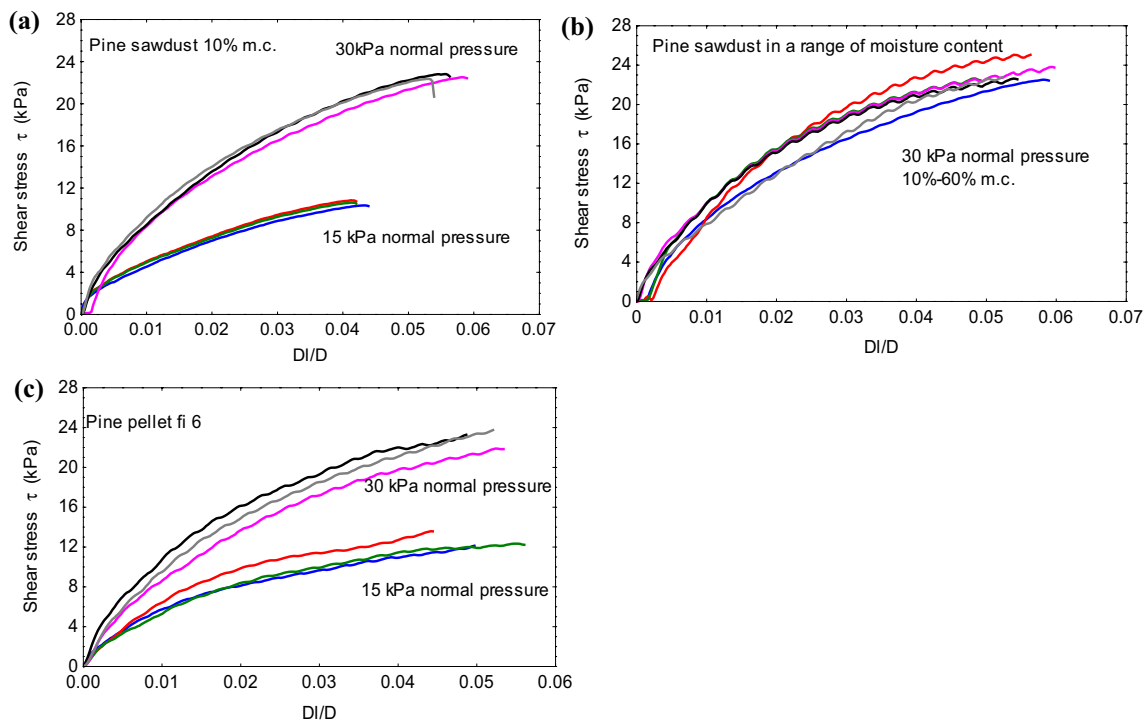 (a)
Pine sawdust 10% m.c.
30kPa normal pressure
15 kPa normal pressure
Shear stress τ (kPa)
28
24
20
16
12
8
4
0
0.00 0.01 0.02 0.03 0.04 0.05 0.06 0.07
DI/D
(b)
Pine sawdust in a range of moisture content
30 kPa normal pressure
10%-60% m.c.
Shear stress τ (kPa)
28
24
20
16
12
8
4
0
0 0.01 0.02 0.03 0.04 0.05 0.06 0.07
DI/D
(c)
Pine pellet fi 6
30 kPa normal pressure
15 kPa normal pressure
Shear stress τ (kPa)
28
24
20
16
12
8
4
0
0.00 0.01 0.02 0.03 0.04 0.05 0.06
DI/D